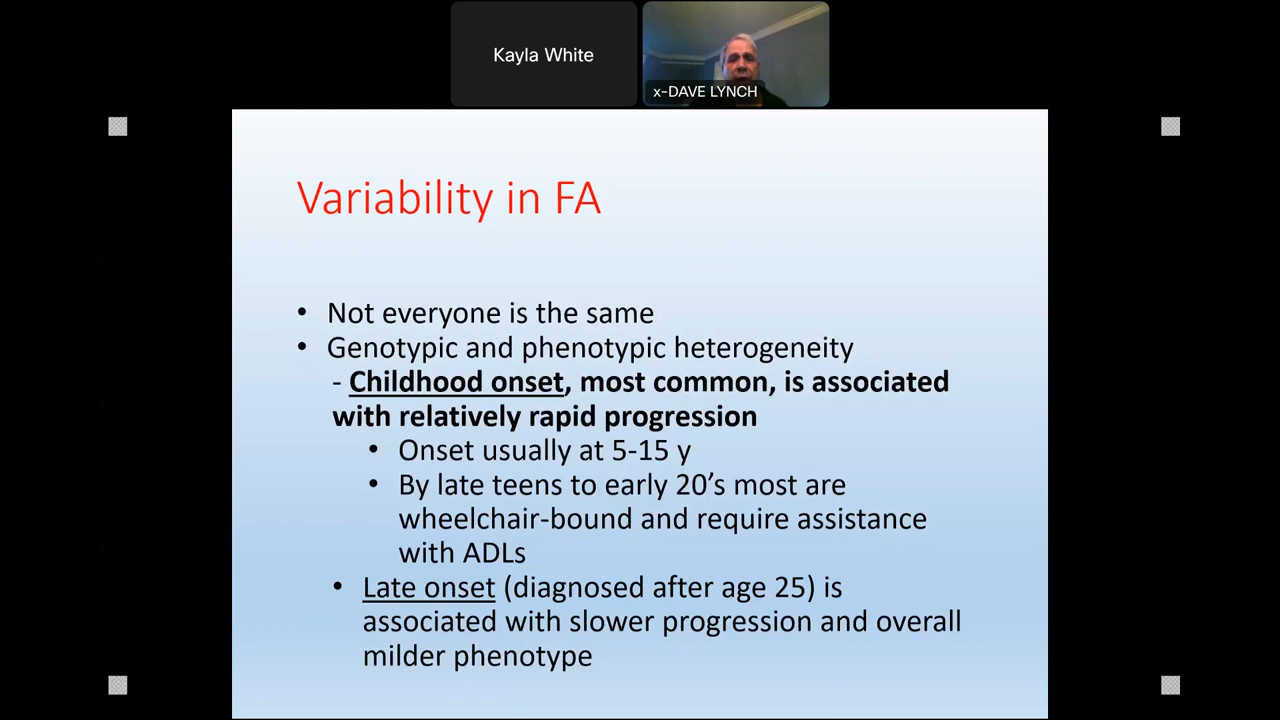 Kayla White
x-DAVE LYNCH
Variability in FA
• Not everyone is the same
• Genotypic and phenotypic heterogeneity
- Childhood onset, most common, is associated
with relatively rapid progression
• Onset usually at 5-15 y
• By late teens to early 20’s most are
wheelchair-bound and require assistance
with ADLs
• Late onset (diagnosed after age 25) is
associated with slower progression and overall
milder phenotype